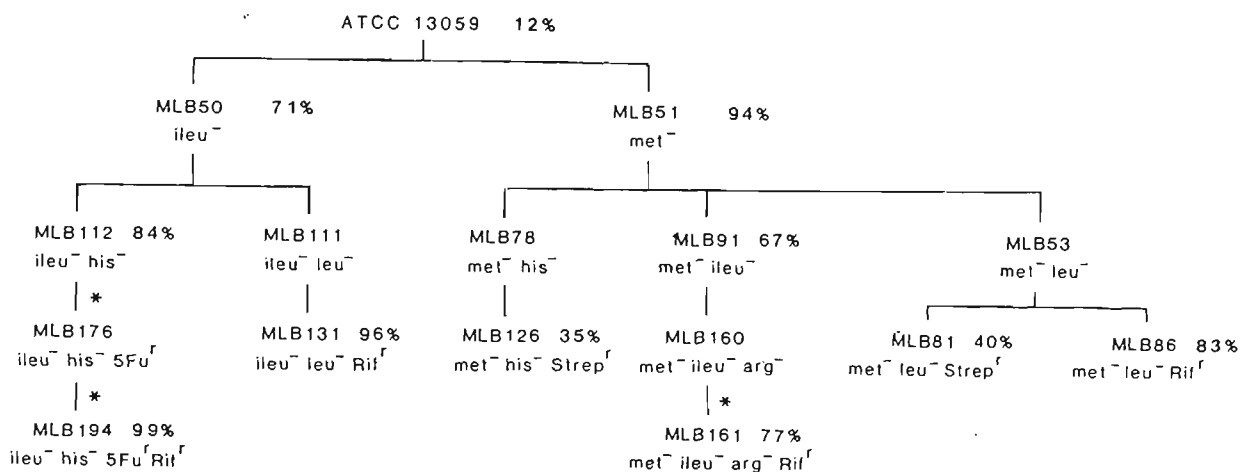 ATCC 13059 12%
MLB50 71%
ileu⁻
MLB51 94%
met⁻
MLB112 84%
ileu⁻ his⁻
MLB111
ileu⁻ leu⁻
MLB78
met⁻ his⁻
MLB91 67%
met⁻ ileu⁻
MLB53
met⁻ leu⁻
*
MLB176
ileu⁻ his⁻ 5Fuʳ
MLB131 96%
ileu⁻ leu⁻ Rifʳ
MLB126 35%
met⁻ his⁻ Strepʳ
MLB160
met⁻ ileu⁻ arg⁻
MLB81 40%
met⁻ leu⁻ Strepʳ
MLB86 83%
met⁻ leu⁻ Rifʳ
*
MLB194 99%
ileu⁻ his⁻ 5FuʳRifʳ
*
MLB161 77%
met⁻ ileu⁻ arg⁻ Rifʳ